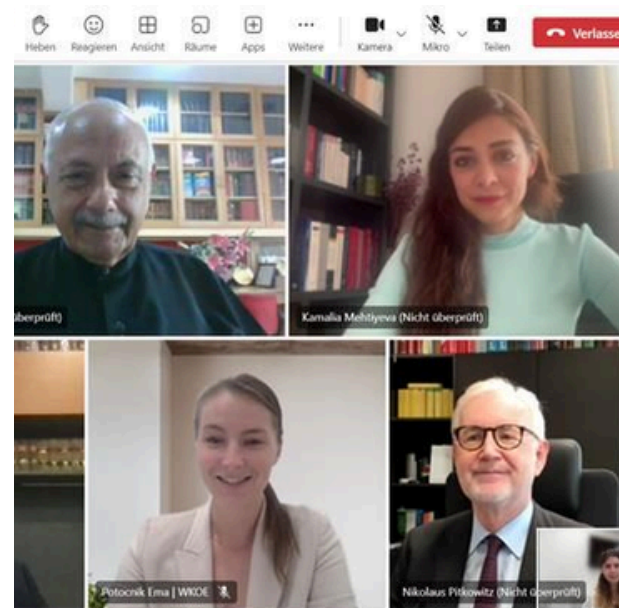 Heben Reagieren Ansicht Räume Apps Weitere Kamera Mikro Teilen Verlasse
überprüft)
Kamalia Mehtiyeva (Nicht überprüft)
Potocnik Ema | WKOE
Nikolaus Pitkowitz (Nicht überprüft)